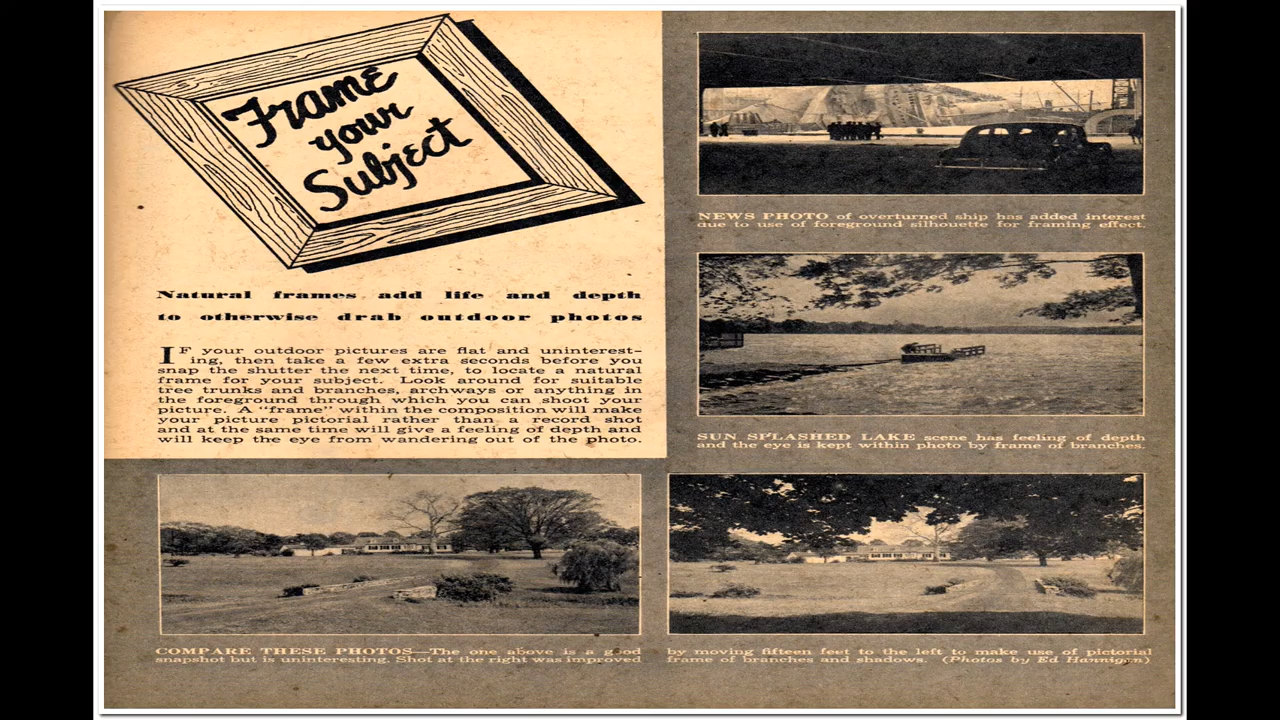 Frame
your
Subject
Natural frames add life and depth
to otherwise drab outdoor photos
IF your outdoor pictures are flat and uninterest-
ing, then take a few extra seconds before you
snap the shutter the next time, to locate a natural
frame for your subject. Look around for suitable
tree trunks and branches, archways or anything in
the foreground through which you can shoot your
picture. A "frame" within the composition will make
your picture pictorial rather than a record shot
and at the same time will give a feeling of depth and
will keep the eye from wandering out of the photo.
NEWS PHOTO of overturned ship has added interest
due to use of foreground silhouette for framing effect.
SUN SPLASHED LAKE scene has feeling of depth
and the eye is kept within photo by frame of branches.
COMPARE THESE PHOTOS—The one above is a good
snapshot but is uninteresting. Shot at the right was improved
by moving fifteen feet to the left to make use of pictorial
frame of branches and shadows. (Photos by Ed Hannigan)